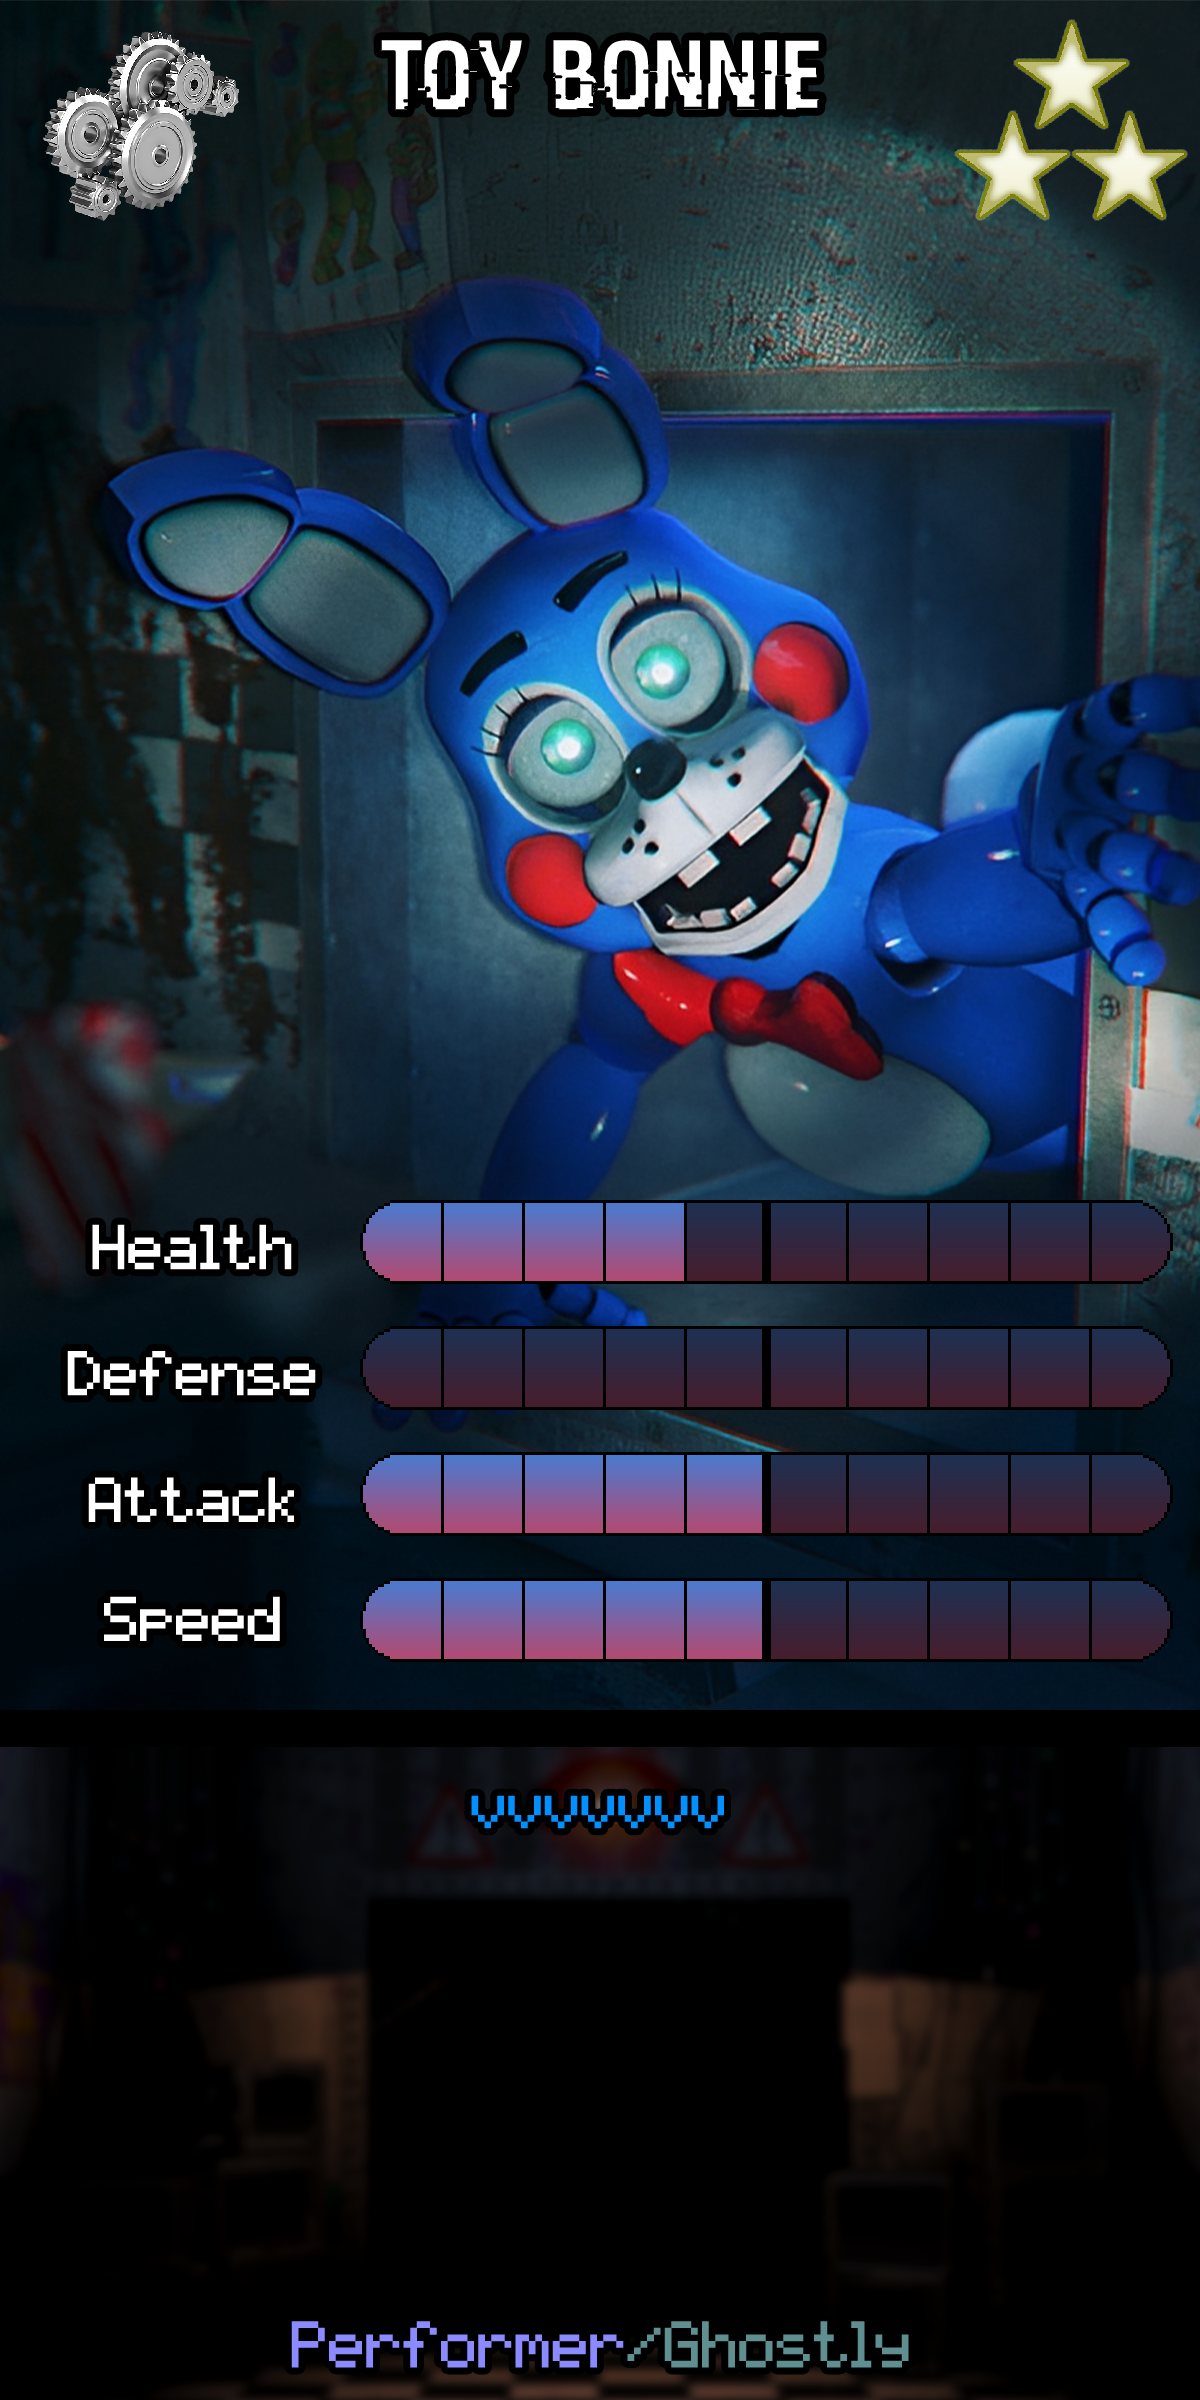 TOY BONNIE
Health
Defense
Attack
Speed
vvvvvvv
Performer/Ghostly